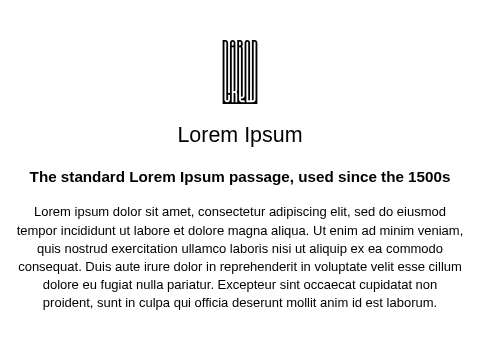 Lorem Ipsum
The standard Lorem Ipsum passage, used since the 1500s
Lorem ipsum dolor sit amet, consectetur adipiscing elit, sed do eiusmod
tempor incididunt ut labore et dolore magna aliqua. Ut enim ad minim veniam,
quis nostrud exercitation ullamco laboris nisi ut aliquip ex ea commodo
consequat. Duis aute irure dolor in reprehenderit in voluptate velit esse cillum
dolore eu fugiat nulla pariatur. Excepteur sint occaecat cupidatat non
proident, sunt in culpa qui officia deserunt mollit anim id est laborum.